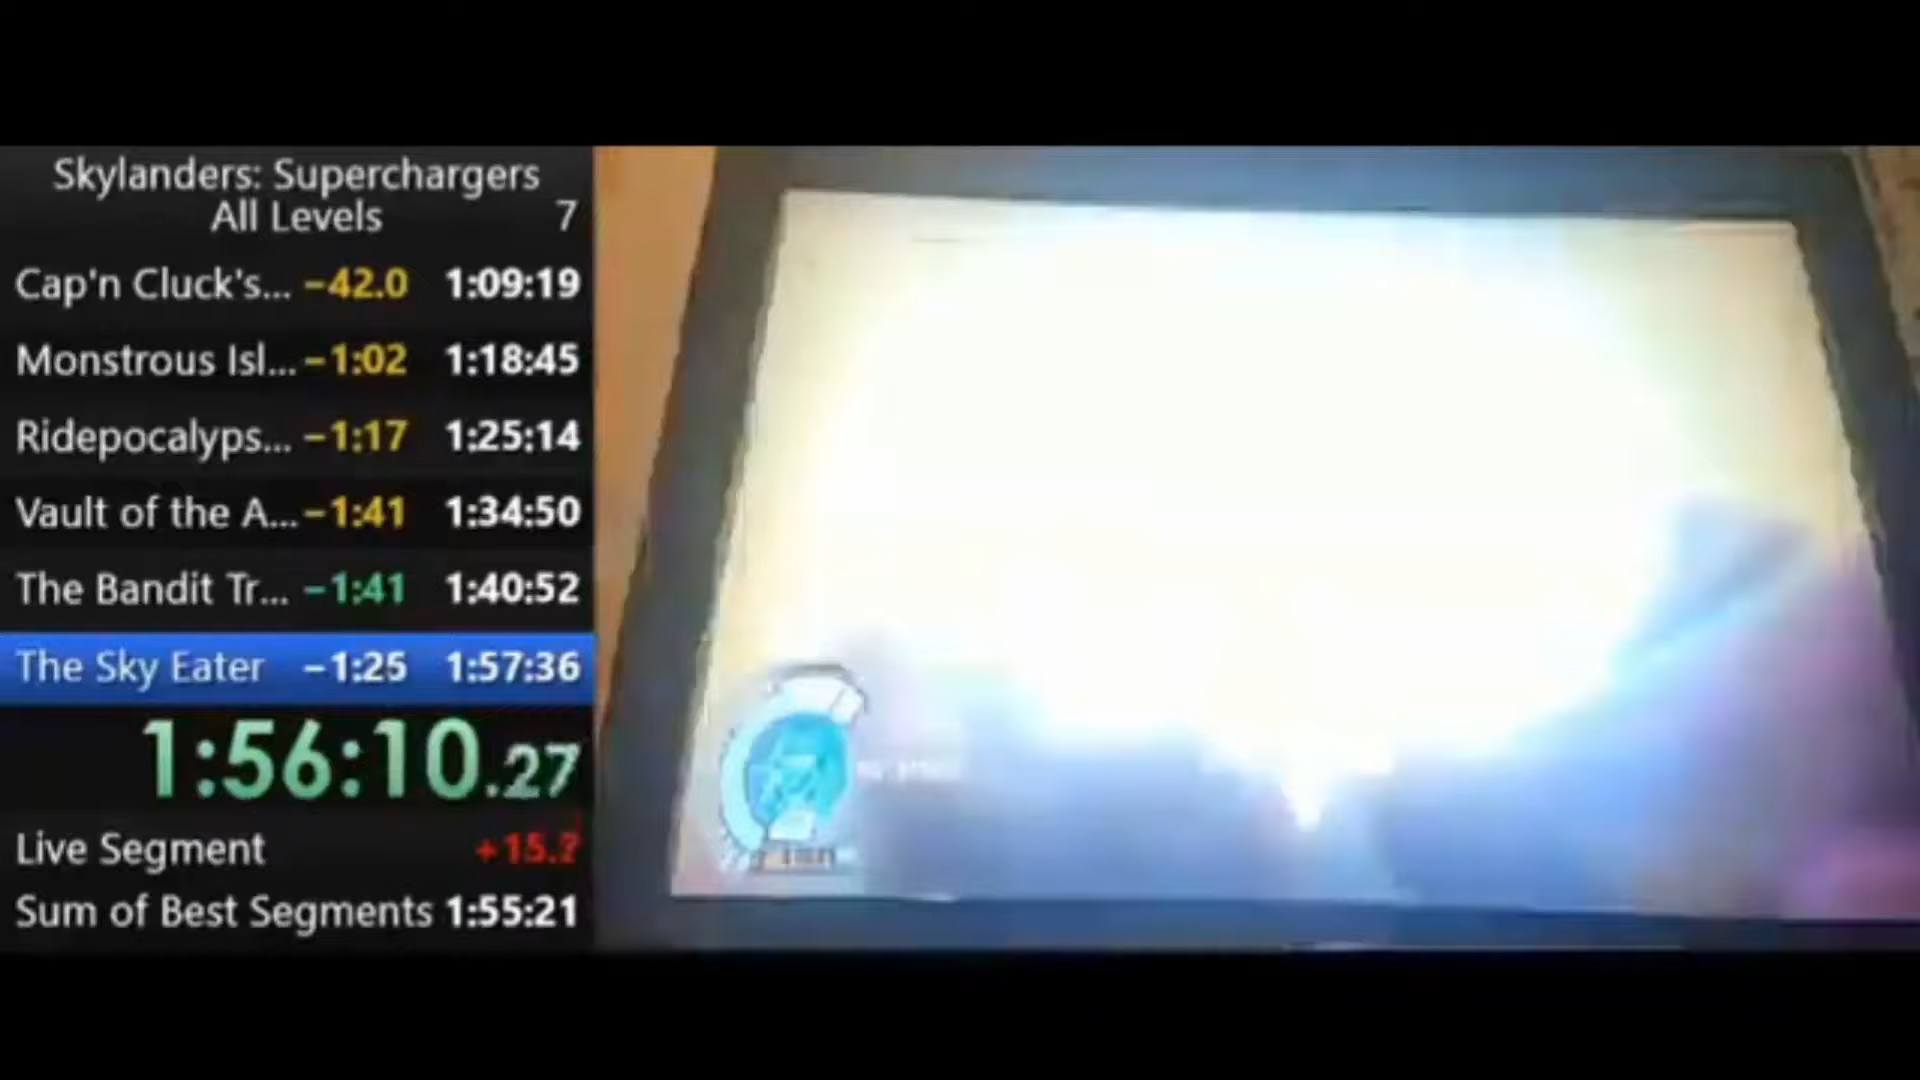 Skylanders: Superchargers
All Levels 7
Cap'n Cluck's... −42.0 1:09:19
Monstrous Isl... −1:02 1:18:45
Ridepocalyps... −1:17 1:25:14
Vault of the A... −1:41 1:34:50
The Bandit Tr... −1:41 1:40:52
The Sky Eater −1:25 1:57:36
1:56:10.27
Live Segment +15.?
Sum of Best Segments 1:55:21